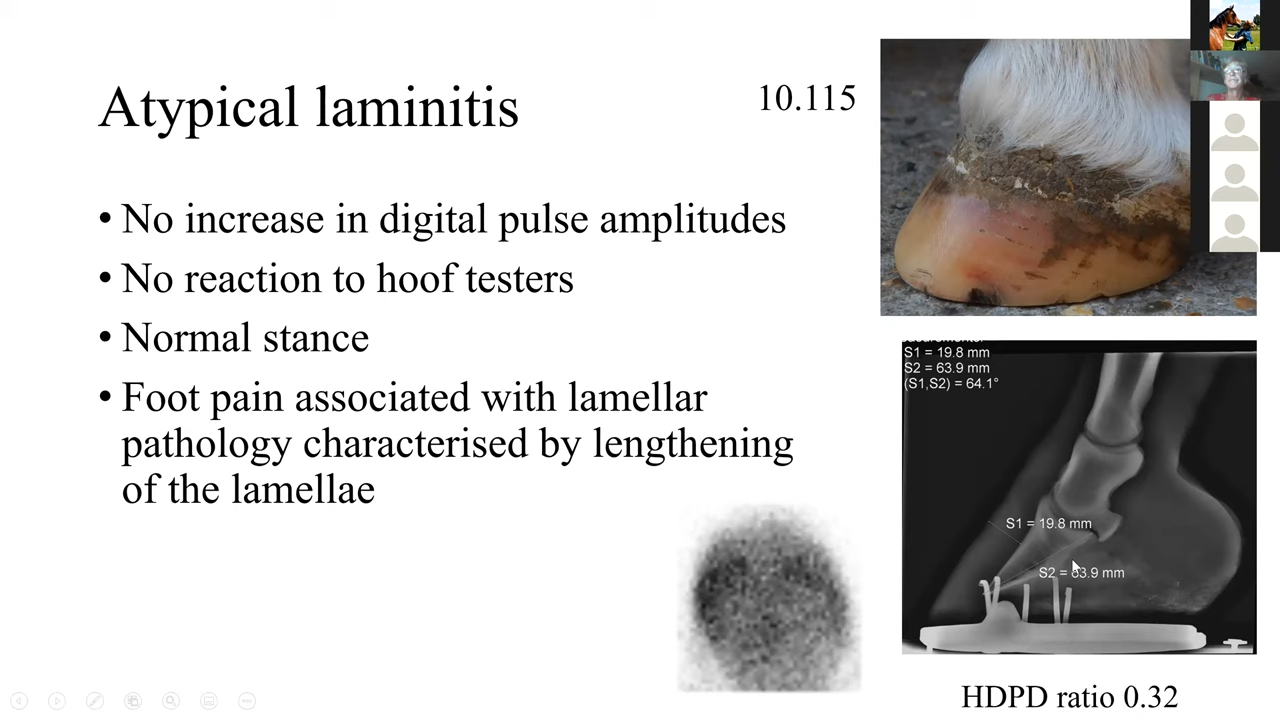 Atypical laminitis
10.115
• No increase in digital pulse amplitudes
• No reaction to hoof testers
• Normal stance
• Foot pain associated with lamellar
pathology characterised by lengthening
of the lamellae
S1 = 19.8 mm
S2 = 63.9 mm
(S1,S2) = 64.1°
S1 = 19.8 mm
S2 = 63.9 mm
HDPD ratio 0.32